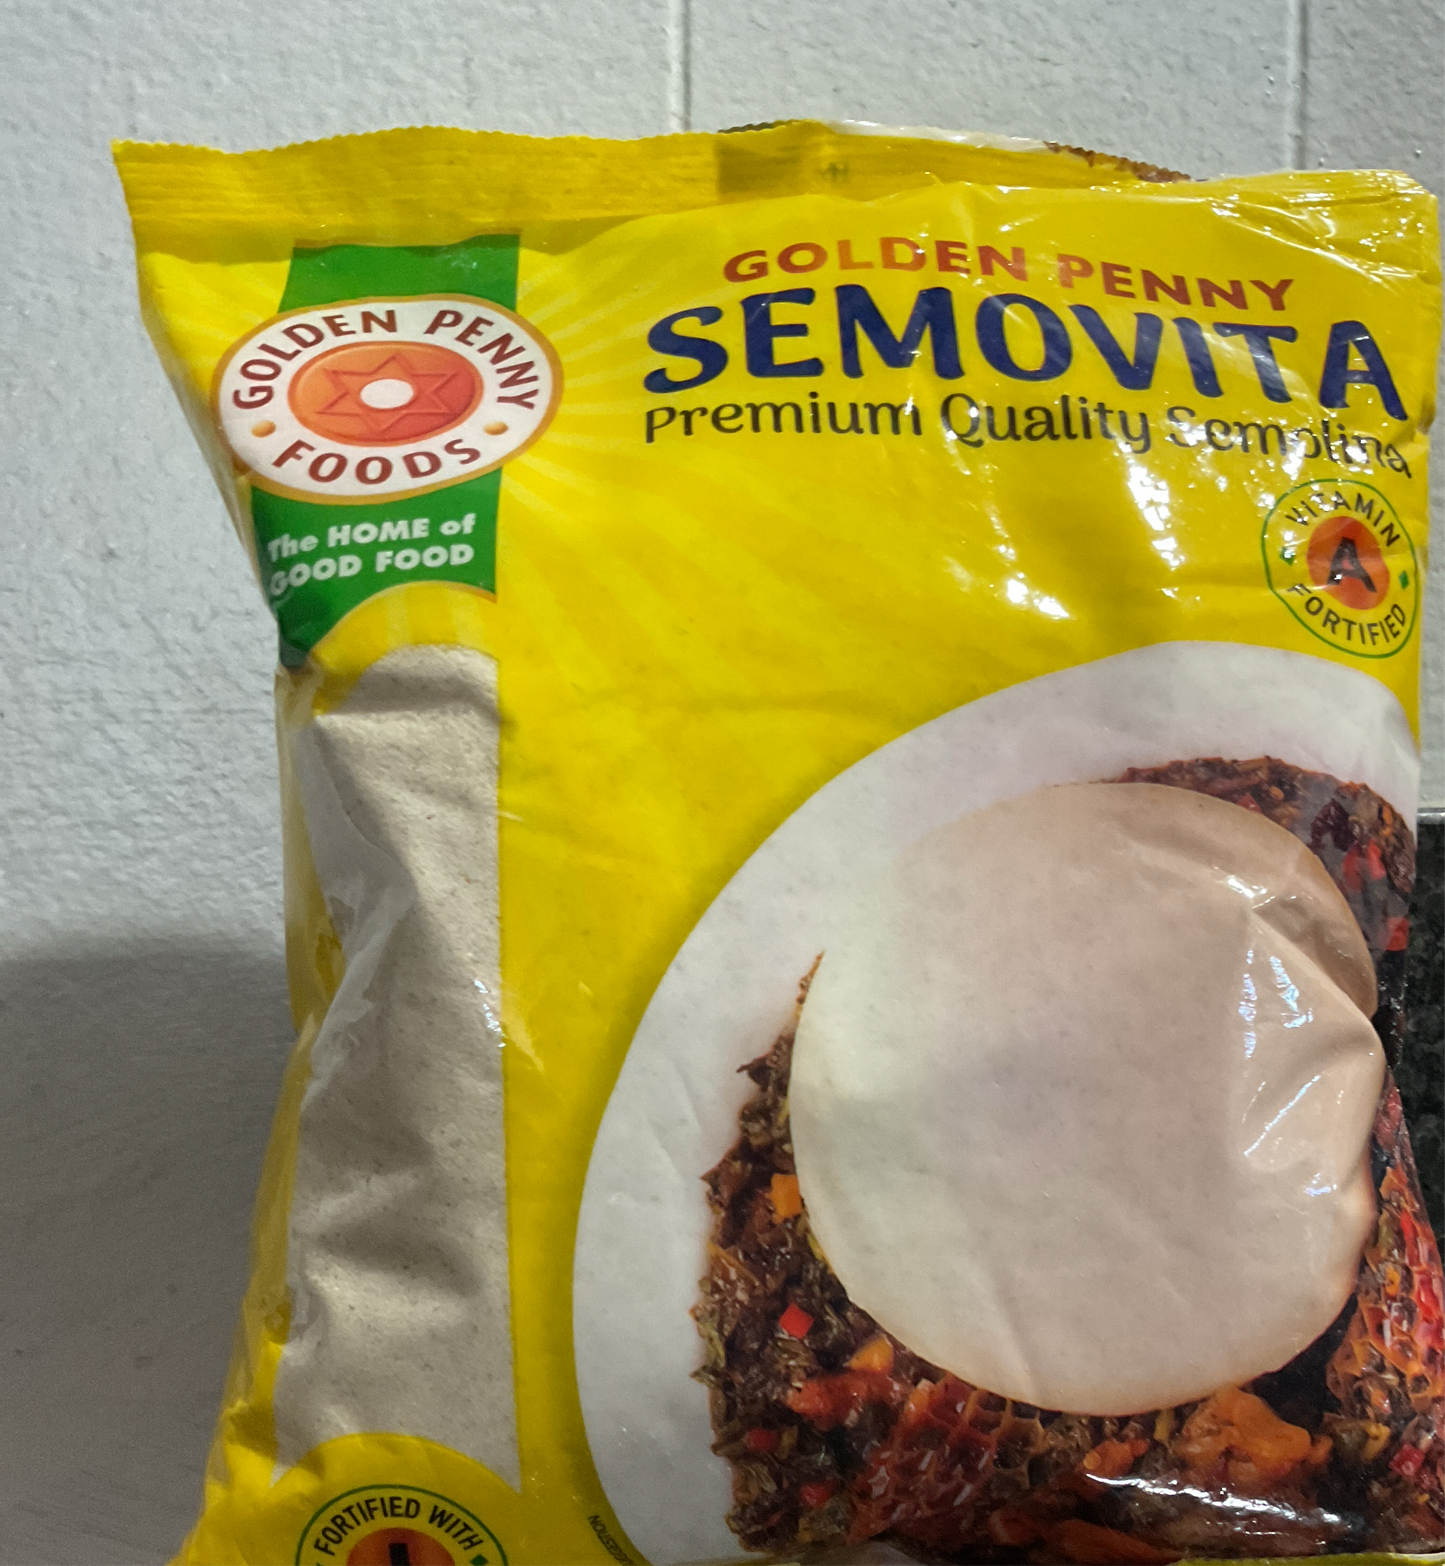 GOLDEN PENNY
FOODS
The HOME of
GOOD FOOD
GOLDEN PENNY
SEMOVITA
Premium Quality Semolina
VITAMIN
A
FORTIFIED
FORTIFIED WITH